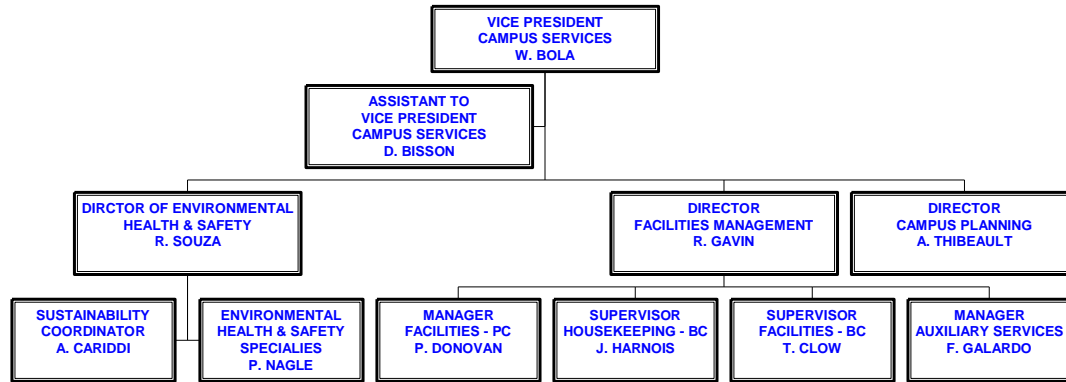 VICE PRESIDENT
CAMPUS SERVICES
W. BOLA
ASSISTANT TO
VICE PRESIDENT
CAMPUS SERVICES
D. BISSON
DIRCTOR OF ENVIRONMENTAL
HEALTH & SAFETY
R. SOUZA
DIRECTOR
FACILITIES MANAGEMENT
R. GAVIN
DIRECTOR
CAMPUS PLANNING
A. THIBEAULT
SUSTAINABILITY
COORDINATOR
A. CARIDDI
ENVIRONMENTAL
HEALTH & SAFETY
SPECIALIES
P. NAGLE
MANAGER
FACILITIES - PC
P. DONOVAN
SUPERVISOR
HOUSEKEEPING - BC
J. HARNOIS
SUPERVISOR
FACILITIES - BC
T. CLOW
MANAGER
AUXILIARY SERVICES
F. GALARDO